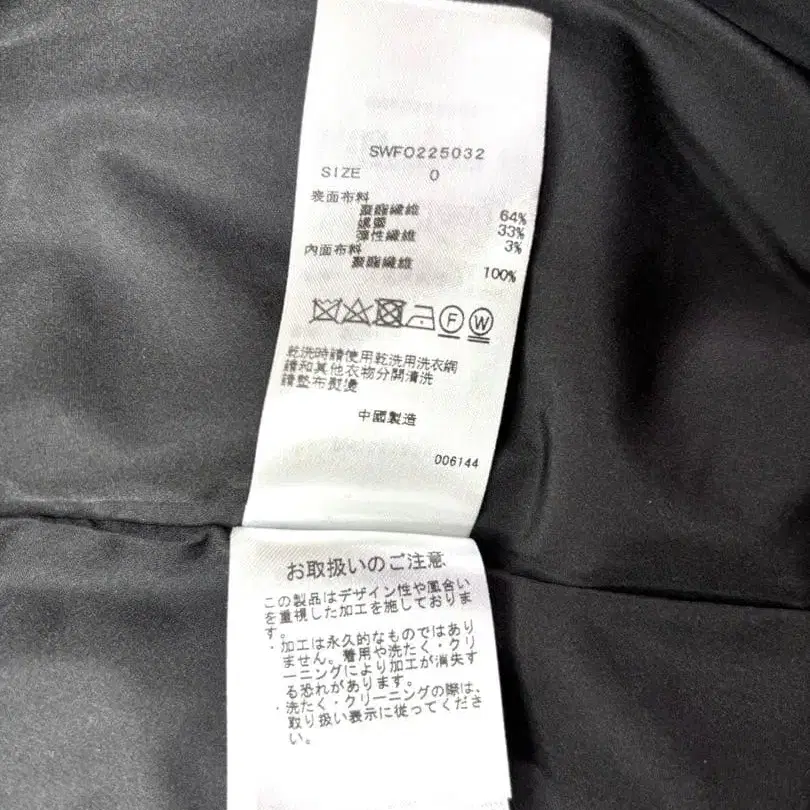 SWF0225032
SIZE 0
表面布料
聚酯纖維 64%
嫘縈 33%
彈性纖維 3%
內面布料
聚酯纖維 100%
F W
乾洗時請使用乾洗用洗衣網
請和其他衣物分開清洗
請墊布熨燙
中國製造
006144
お取扱いのご注意
この製品はデザイン性や風合い
を重視した加工を施しておりま
す。
・加工は永久的なものではあり
ません。着用や洗たく・クリ
ーニングにより加工が消失す
る恐れがあります。
・洗たく・クリーニングの際は、
取り扱い表示に従ってくださ
い。